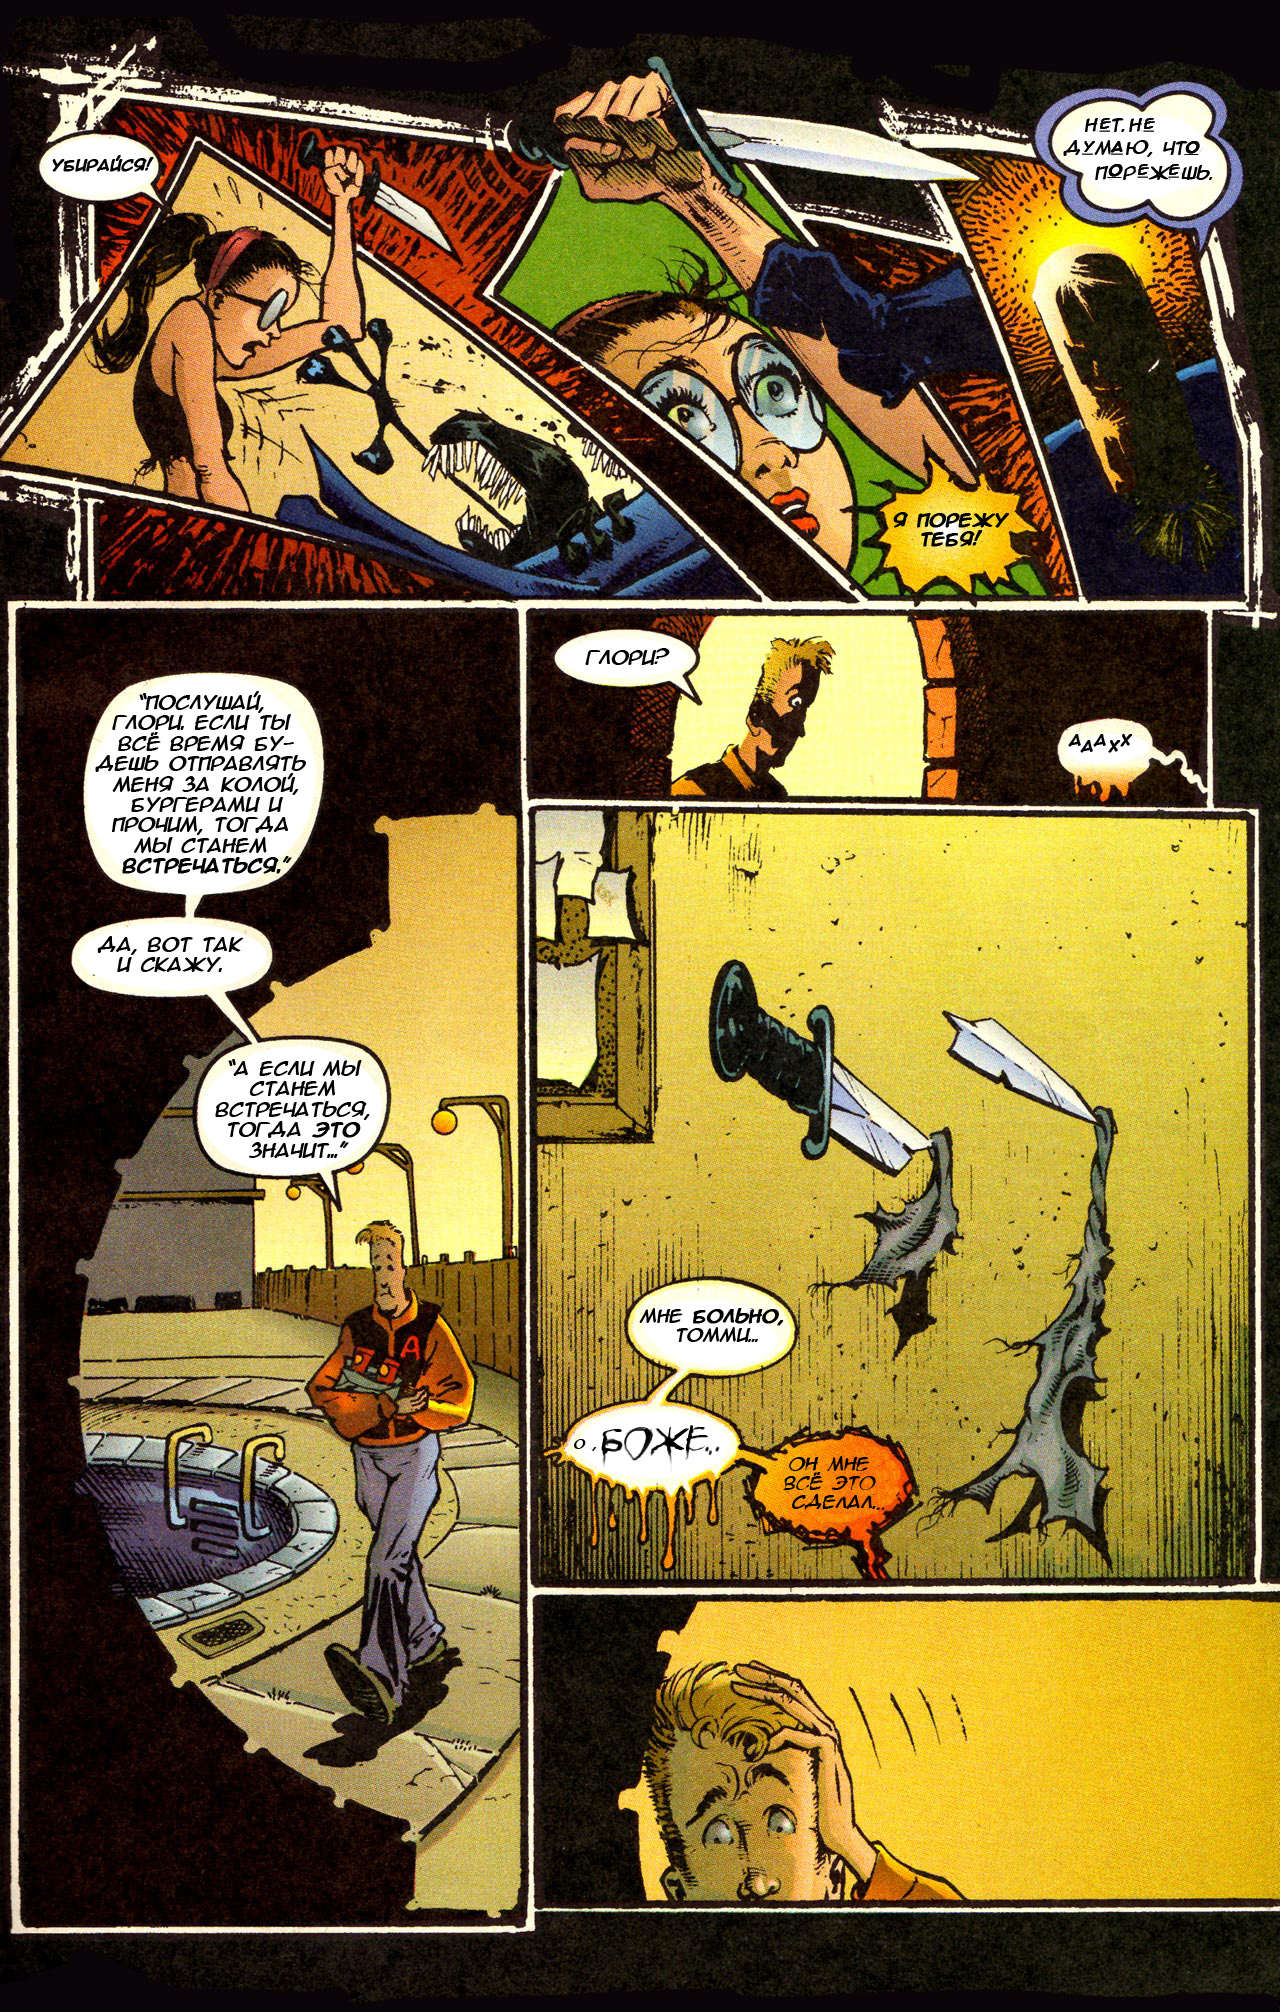 УБИРАЙСЯ!
Я ПОРЕЖУ
ТЕБЯ!
НЕТ. НЕ
ДУМАЮ, ЧТО
ПОРЕЖЕШЬ.
"ПОСЛУШАЙ,
ГЛОРИ. ЕСЛИ ТЫ
ВСЁ ВРЕМЯ БУ-
ДЕШЬ ОТПРАВЛЯТЬ
МЕНЯ ЗА КОЛОЙ,
БУРГЕРАМИ И
ПРОЧИМ, ТОГДА
МЫ СТАНЕМ
ВСТРЕЧАТЬСЯ."
ДА, ВОТ ТАК
И СКАЖУ.
"А ЕСЛИ МЫ
СТАНЕМ
ВСТРЕЧАТЬСЯ,
ТОГДА ЭТО
ЗНАЧИТ..."
A
ГЛОРИ?
АДАХХ
МНЕ БОЛЬНО,
ТОММИ...
О, БОЖЕ...
ОН МНЕ
ВСЁ ЭТО
СДЕЛАЛ...